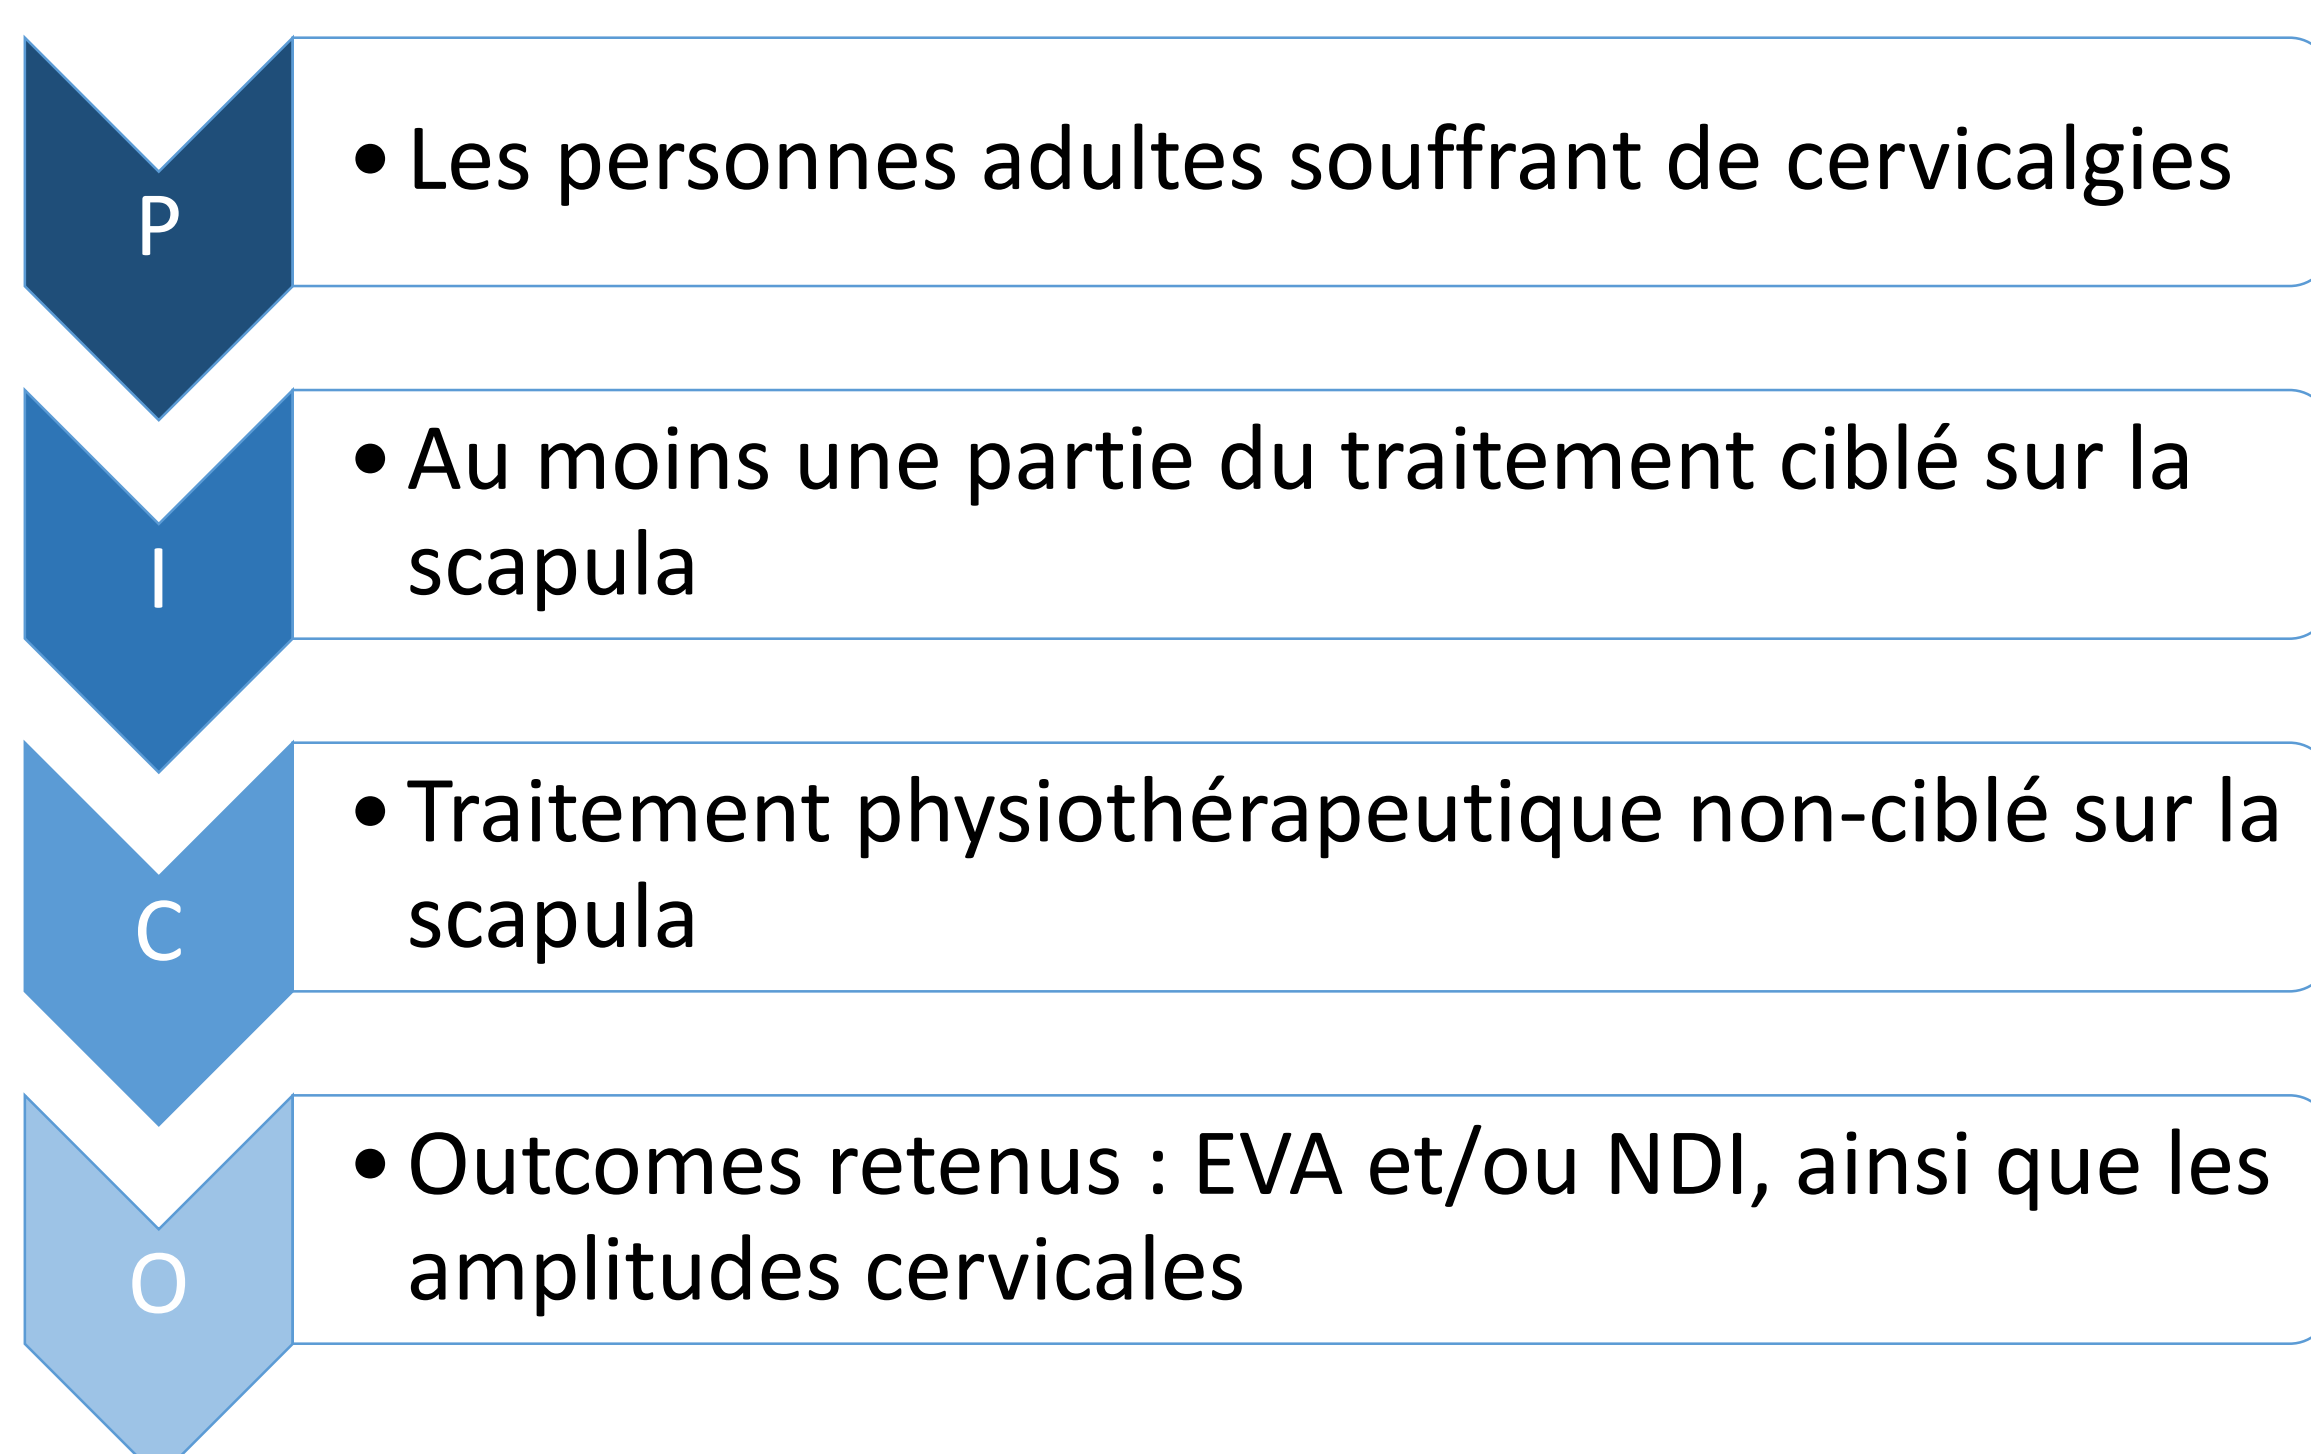 P
• Les personnes adultes souffrant de cervicalgies
I
• Au moins une partie du traitement ciblé sur la
scapula
C
• Traitement physiothérapeutique non-ciblé sur la
scapula
O
• Outcomes retenus : EVA et/ou NDI, ainsi que les
amplitudes cervicales